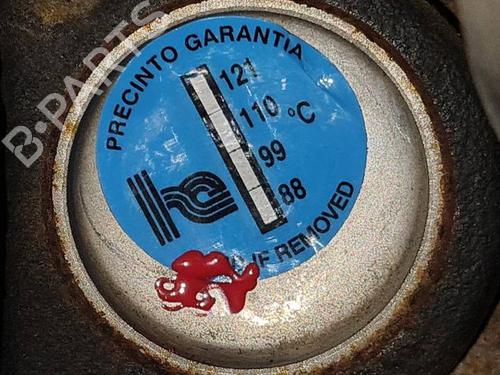 PRECINTO GARANTIA
121
110 °C
99
88
IF REMOVED
B-PARTS